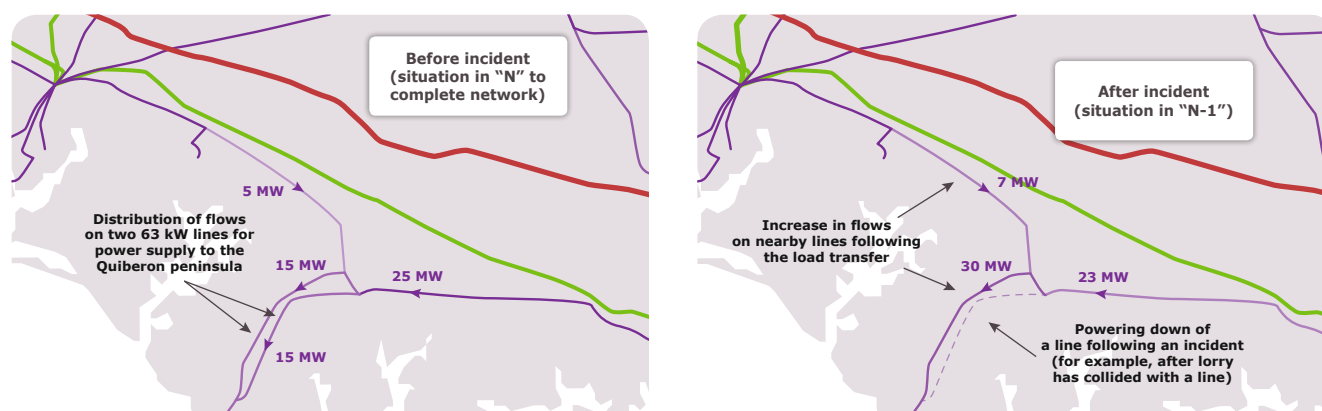 Before incident
(situation in “N” to
complete network)
5 MW
Distribution of flows
on two 63 kW lines for
power supply to the
Quiberon peninsula
15 MW
25 MW
15 MW
After incident
(situation in “N-1”)
7 MW
Increase in flows
on nearby lines following
the load transfer
30 MW
23 MW
Powering down of
a line following an incident
(for example, after lorry
has collided with a line)